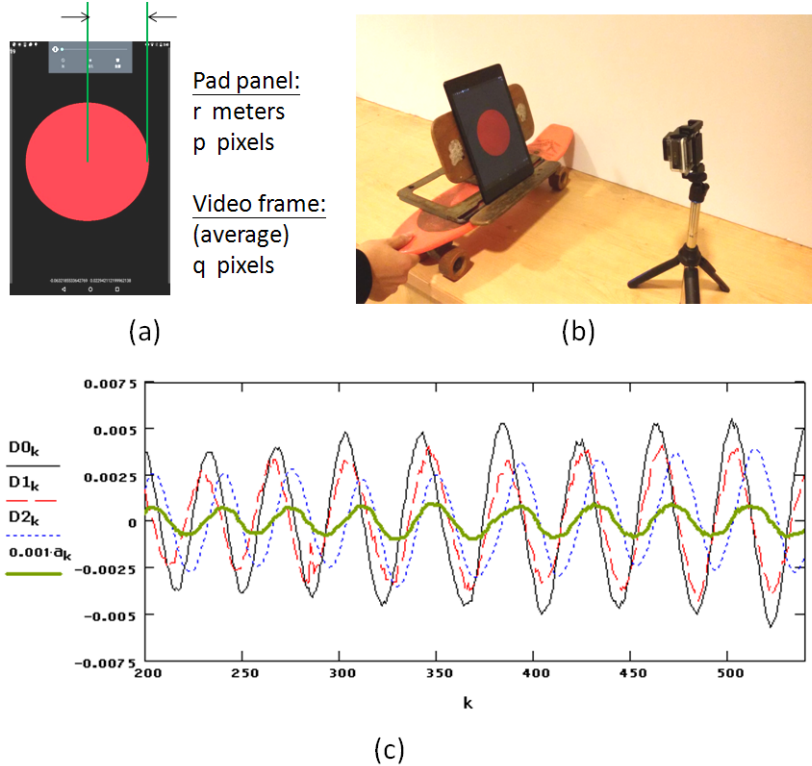 Pad panel:
r meters
p pixels
Video frame:
(average)
q pixels
(a)
(b)
0.0075
0.005
0.0025
0
−0.0025
−0.005
−0.0075
D0k
D1k
D2k
0.001·ak
200
250
300
350
400
450
500
k
(c)